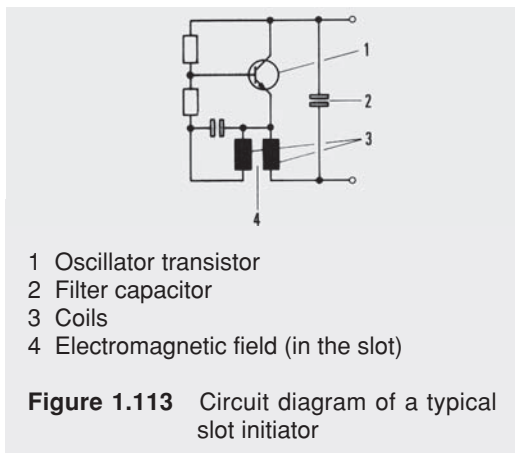 1
2
3
4
1 Oscillator transistor
2 Filter capacitor
3 Coils
4 Electromagnetic field (in the slot)
Figure 1.113 Circuit diagram of a typical
slot initiator